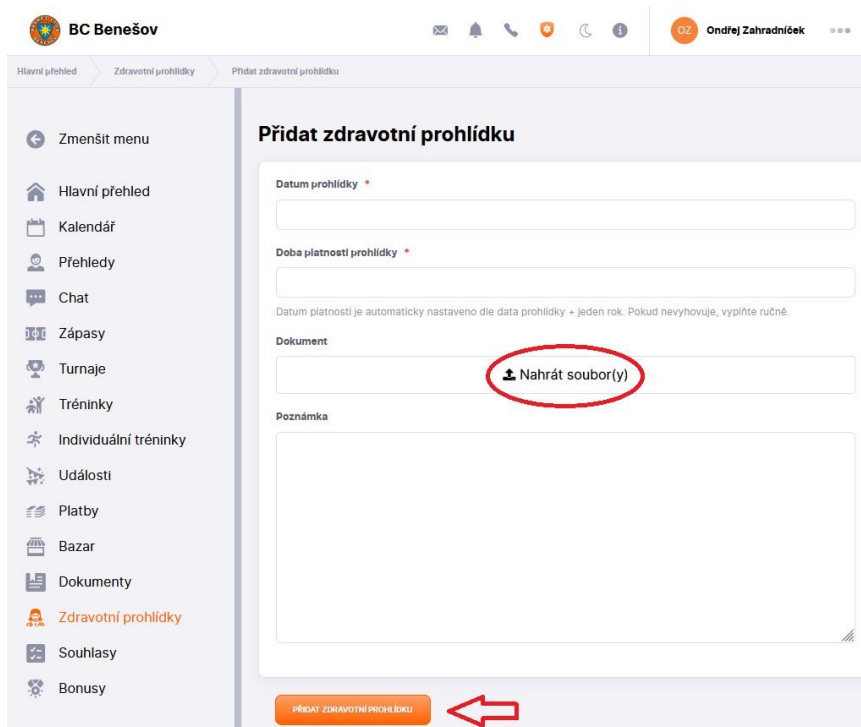 BC Benešov
OZ
Ondřej Zahradníček
Hlavní přehled
Zdravotní prohlídky
Přidat zdravotní prohlídku
Zmenšit menu
Hlavní přehled
Kalendář
Přehledy
Chat
Zápasy
Turnaje
Tréninky
Individuální tréninky
Události
Platby
Bazar
Dokumenty
Zdravotní prohlídky
Souhlasy
Bonusy
Přidat zdravotní prohlídku
Datum prohlídky *
Doba platnosti prohlídky *
Datum platnosti je automaticky nastaveno dle data prohlídky + jeden rok. Pokud nevyhovuje, vyplňte ručně.
Dokument
Nahrát soubor(y)
Poznámka
PŘIDAT ZDRAVOTNÍ PROHLÍDKU